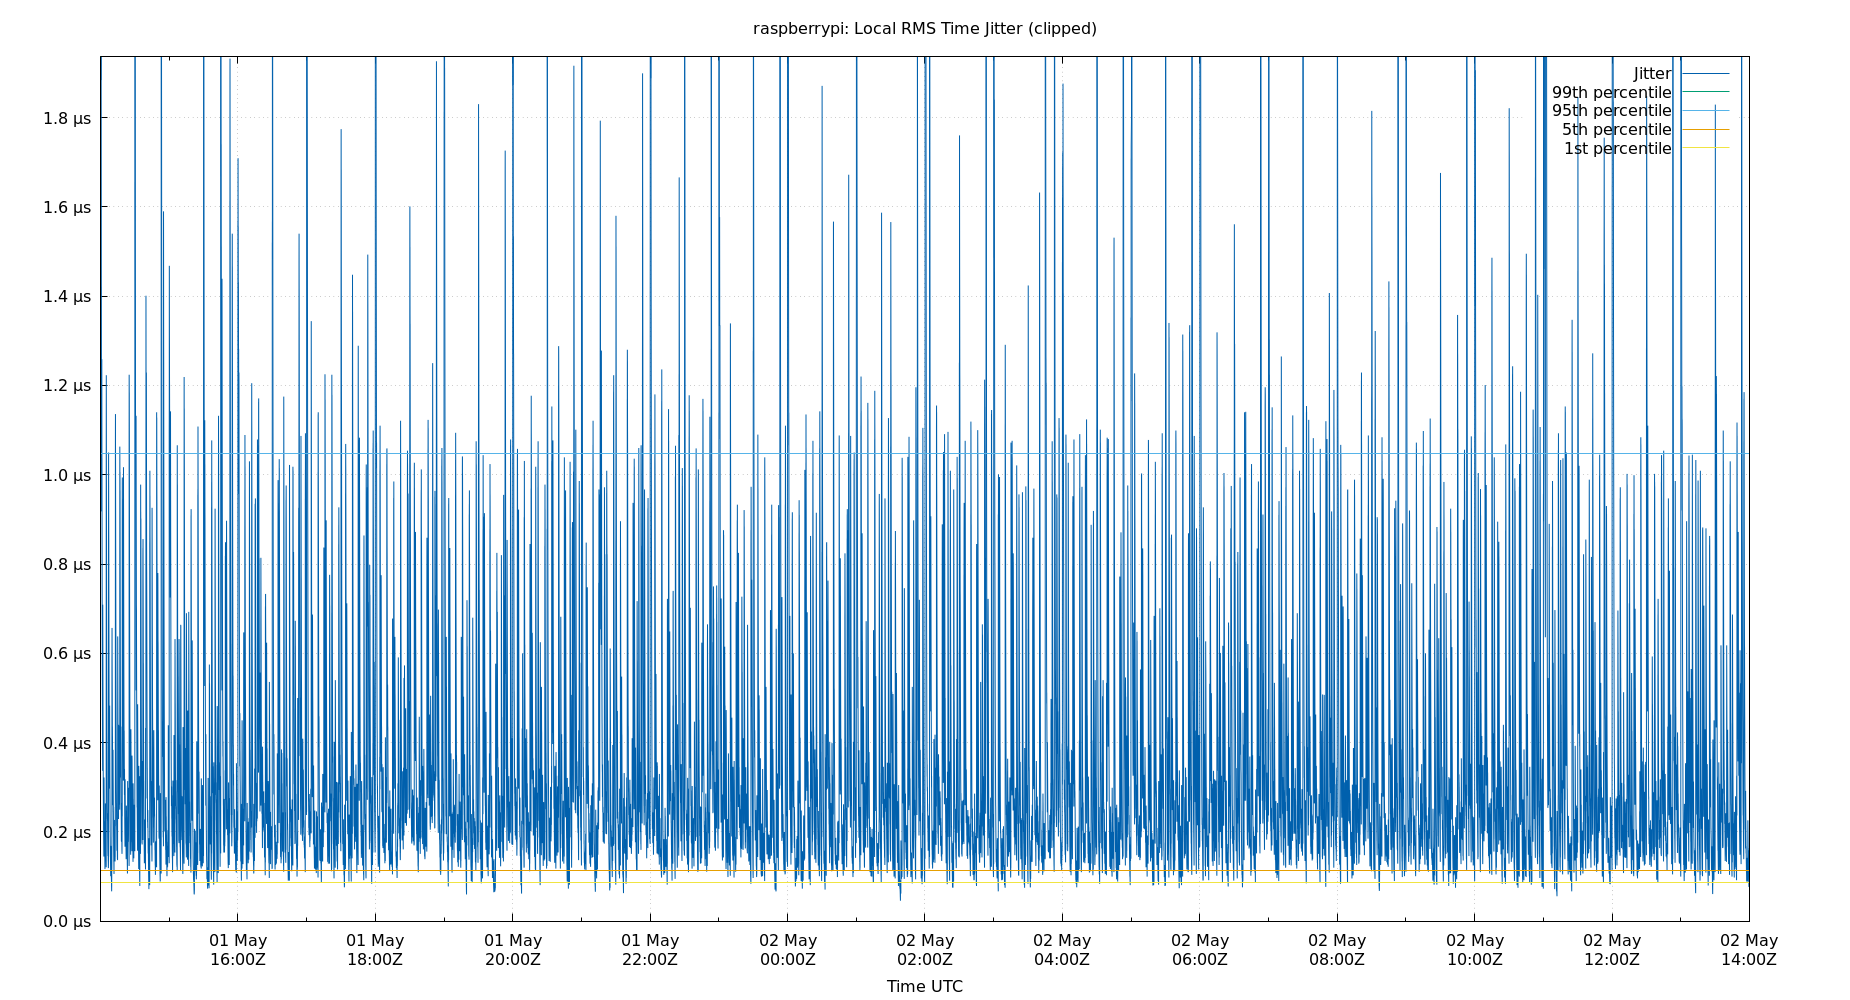 raspberrypi: Local RMS Time Jitter (clipped)
Jitter
99th percentile
95th percentile
5th percentile
1st percentile
1.8 µs
1.6 µs
1.4 µs
1.2 µs
1.0 µs
0.8 µs
0.6 µs
0.4 µs
0.2 µs
0.0 µs
01 May 01 May 01 May 01 May 02 May 02 May 02 May 02 May 02 May 02 May 02 May 02 May
16:00Z 18:00Z 20:00Z 22:00Z 00:00Z 02:00Z 04:00Z 06:00Z 08:00Z 10:00Z 12:00Z 14:00Z
Time UTC